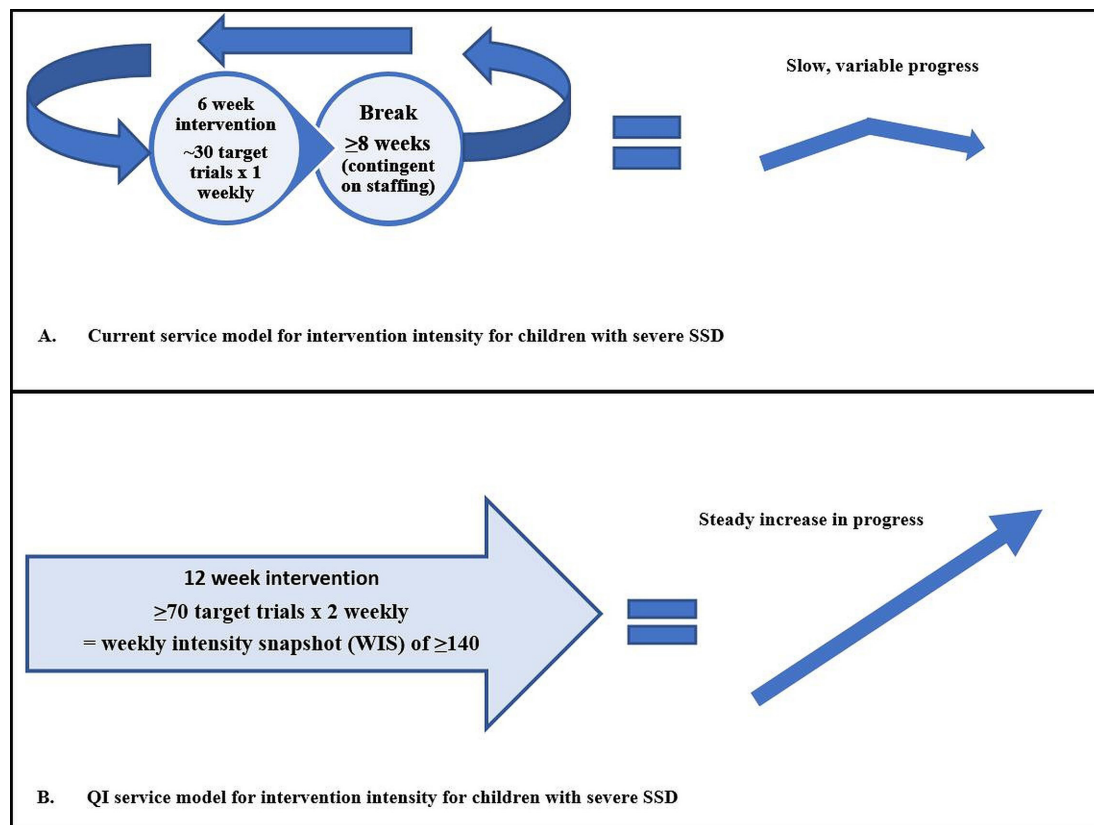 6 week
intervention
~30 target
trials x 1
weekly
Break
≥8 weeks
(contingent
on staffing)
Slow, variable progress
A. Current service model for intervention intensity for children with severe SSD
12 week intervention
≥70 target trials x 2 weekly
= weekly intensity snapshot (WIS) of ≥140
Steady increase in progress
B. QI service model for intervention intensity for children with severe SSD